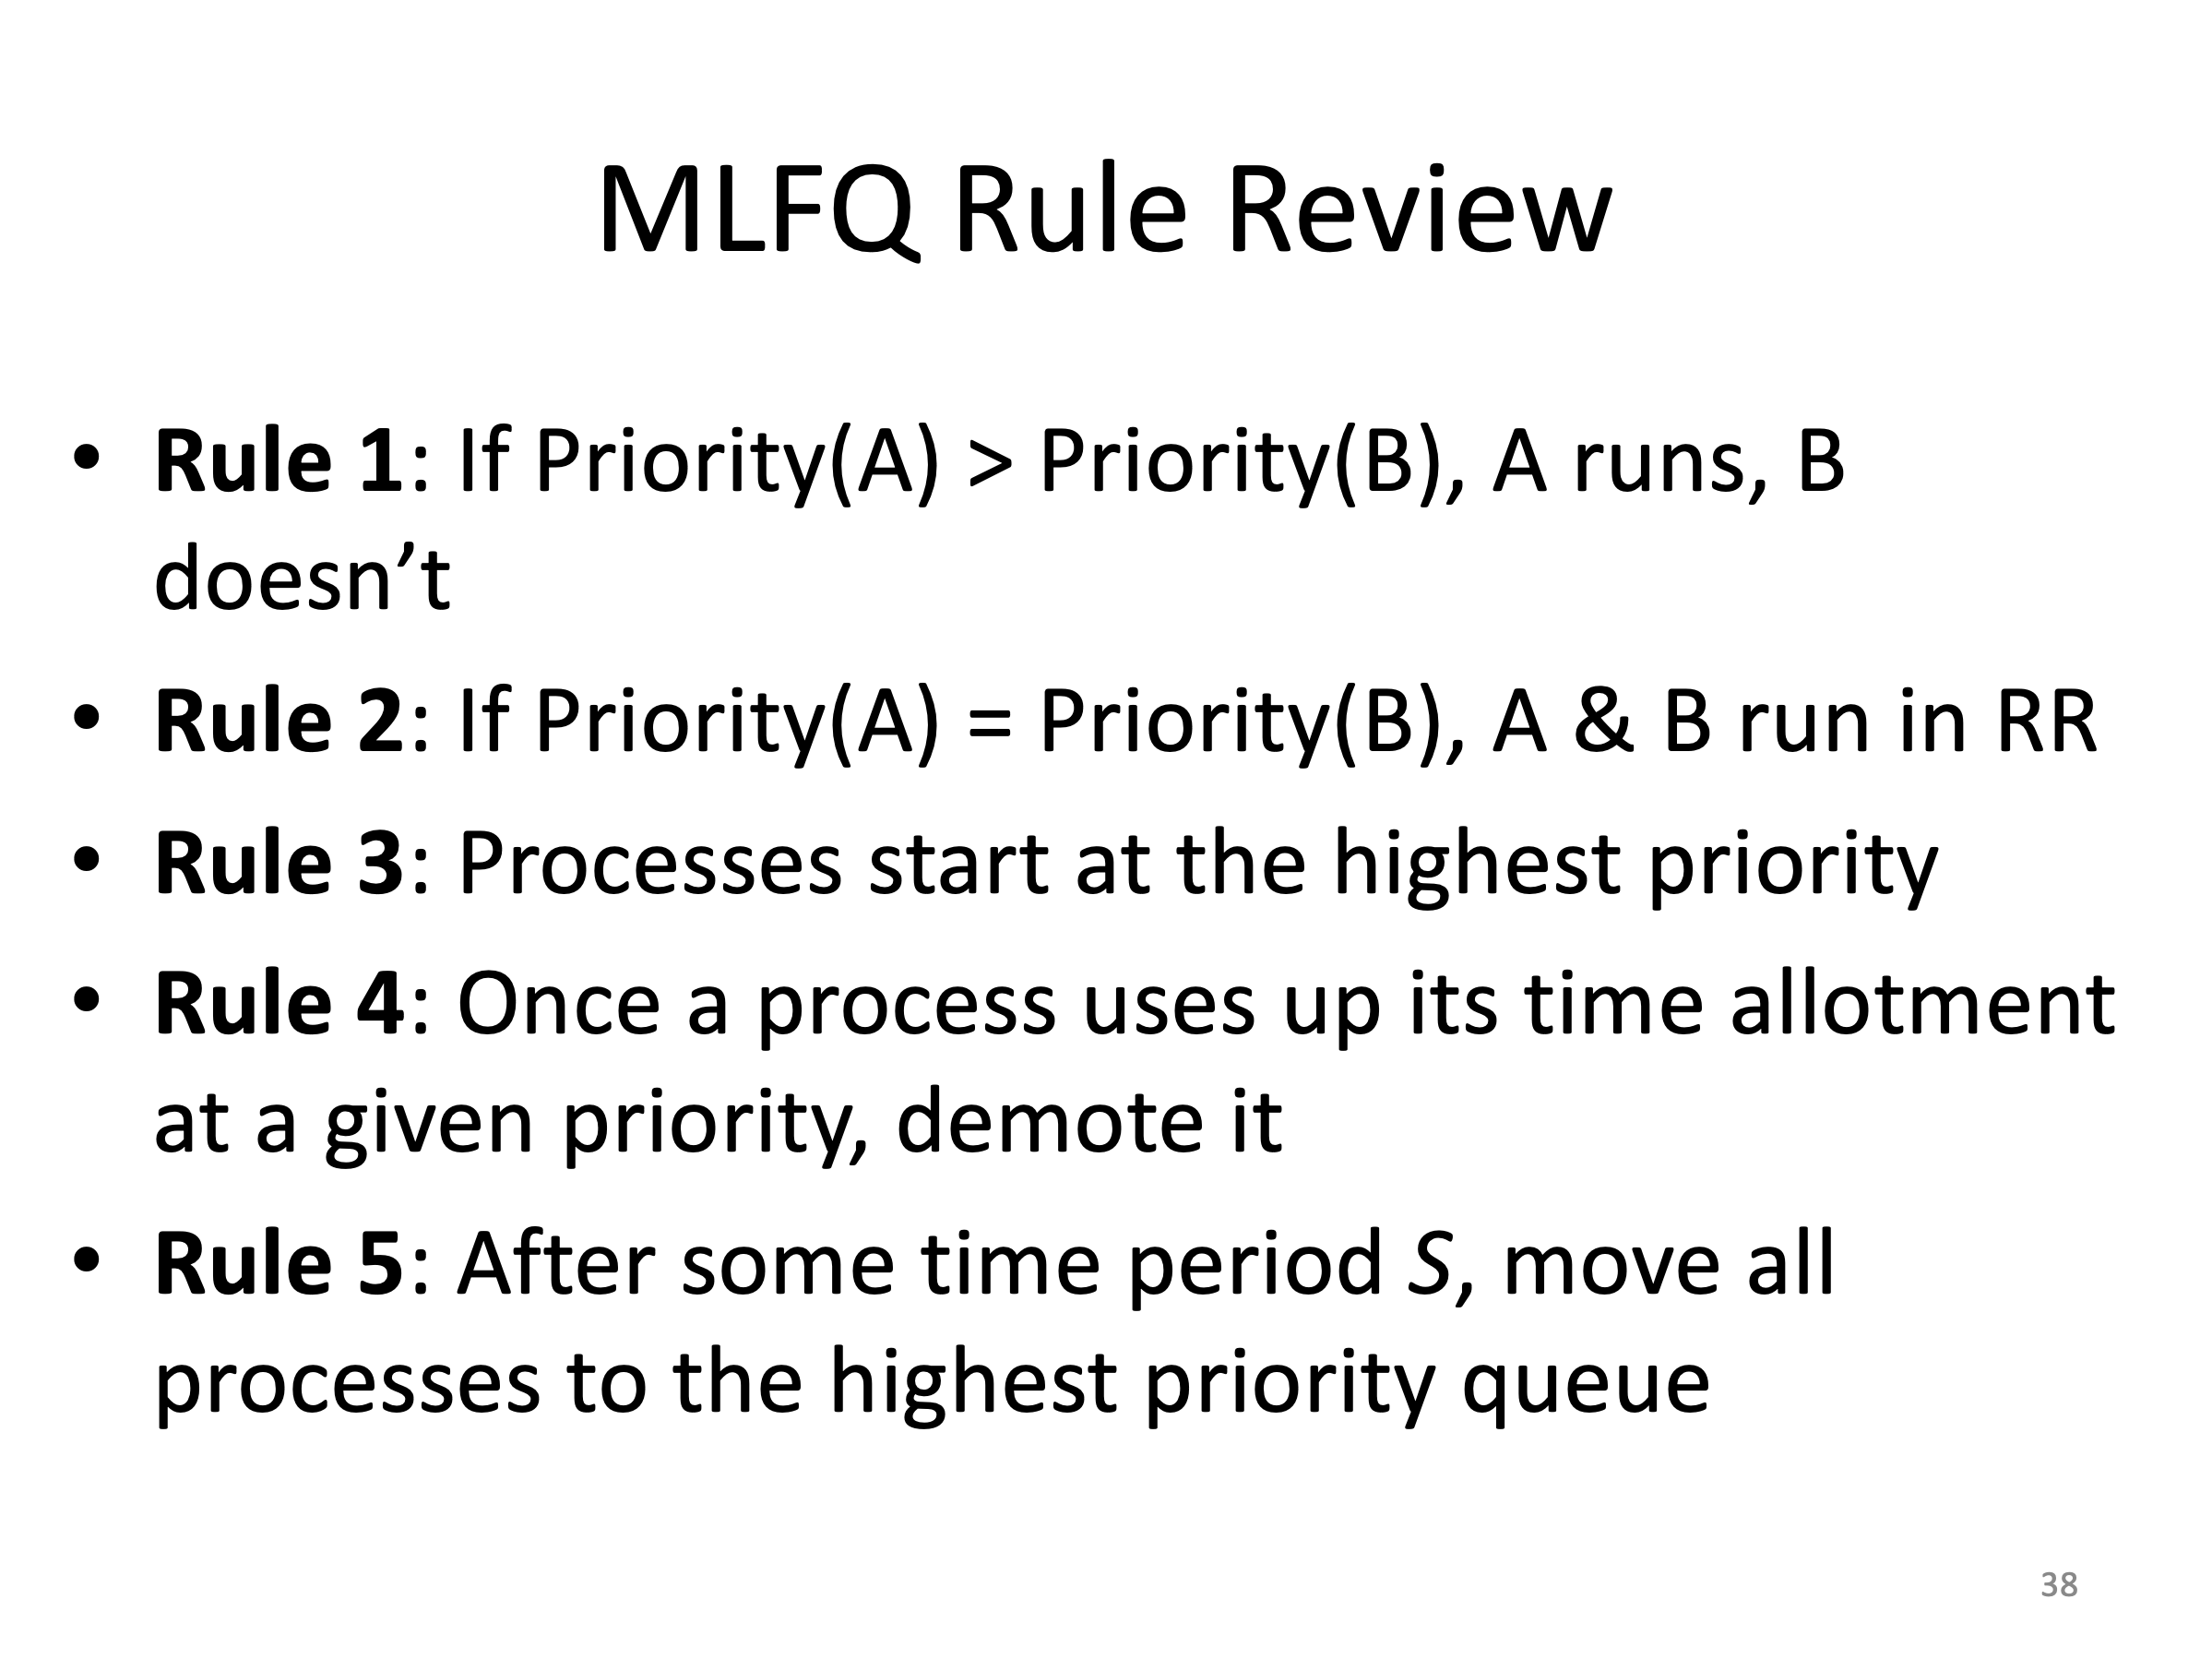 MLFQ Rule Review
• Rule 1: If Priority(A) > Priority(B), A runs, B
doesn’t
• Rule 2: If Priority(A) = Priority(B), A & B run in RR
• Rule 3: Processes start at the highest priority
• Rule 4: Once a process uses up its time allotment
at a given priority, demote it
• Rule 5: After some time period S, move all
processes to the highest priority queue
38